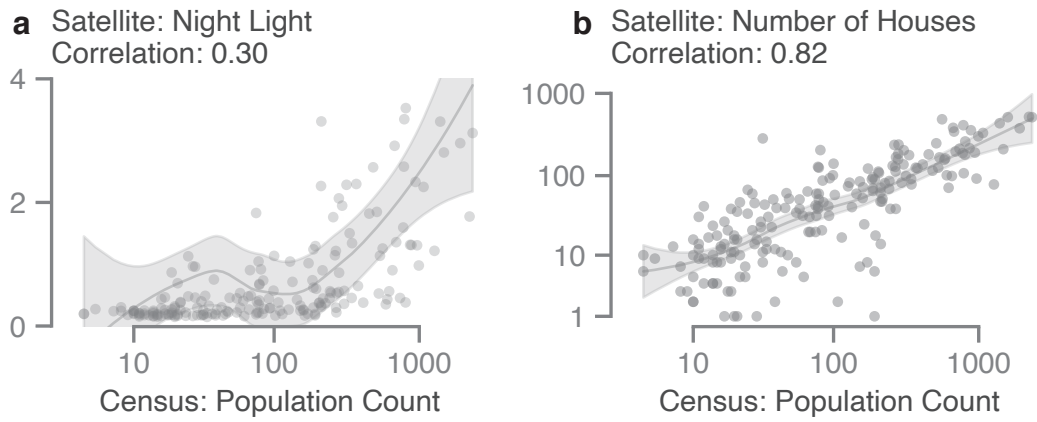 a Satellite: Night Light
Correlation: 0.30
4
2
0
10 100 1000
Census: Population Count
b Satellite: Number of Houses
Correlation: 0.82
1000
100
10
1
10 100 1000
Census: Population Count